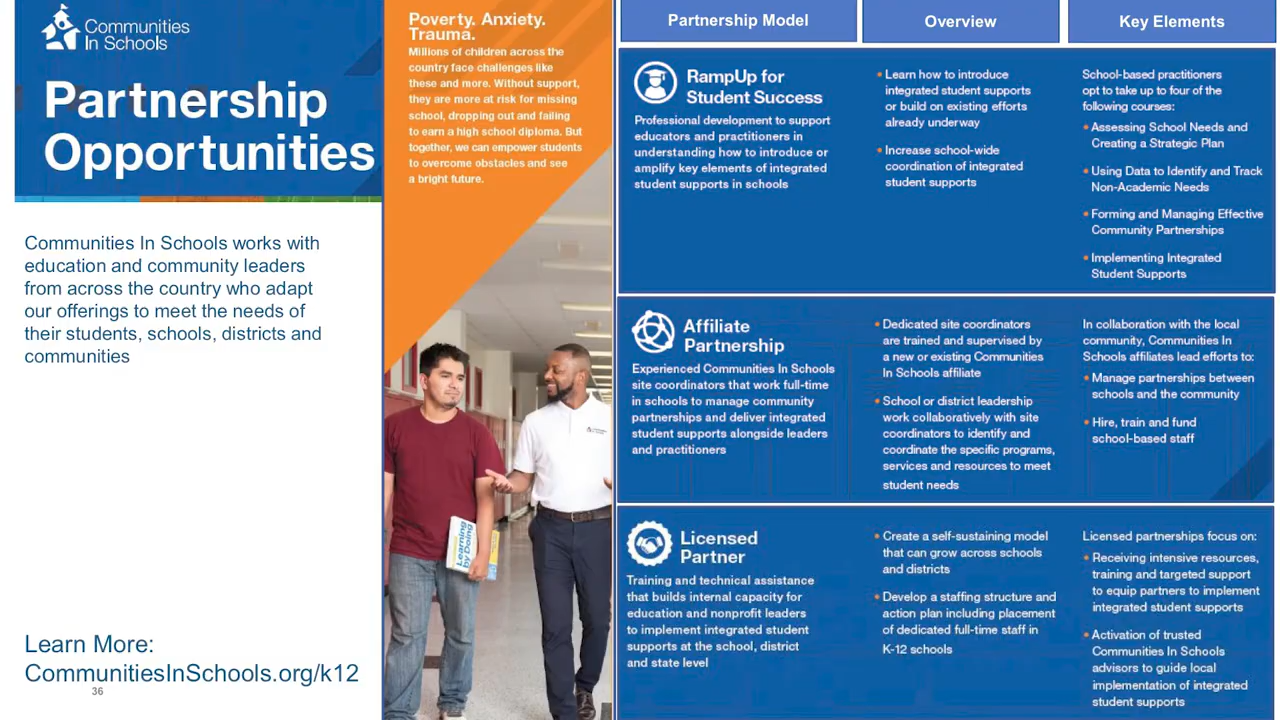 Communities
In Schools
Partnership
Opportunities
Communities In Schools works with
education and community leaders
from across the country who adapt
our offerings to meet the needs of
their students, schools, districts and
communities
Learn More:
CommunitiesInSchools.org/k12
36
Poverty. Anxiety.
Trauma.
Millions of children across the
country face challenges like
these and more. Without support,
they are more at risk for missing
school, dropping out and failing
to earn a high school diploma. But
together, we can empower students
to overcome obstacles and see
a bright future.
Learning
by Doing
Partnership Model
Overview
Key Elements
RampUp for
Student Success
Professional development to support
educators and practitioners in
understanding how to introduce or
amplify key elements of integrated
student supports in schools
• Learn how to introduce
integrated student supports
or build on existing efforts
already underway
• Increase school-wide
coordination of integrated
student supports
School-based practitioners
opt to take up to four of the
following courses:
• Assessing School Needs and
Creating a Strategic Plan
• Using Data to Identify and Track
Non-Academic Needs
• Forming and Managing Effective
Community Partnerships
• Implementing Integrated
Student Supports
Affiliate
Partnership
Experienced Communities In Schools
site coordinators that work full-time
in schools to manage community
partnerships and deliver integrated
student supports alongside leaders
and practitioners
• Dedicated site coordinators
are trained and supervised by
a new or existing Communities
In Schools affiliate
• School or district leadership
work collaboratively with site
coordinators to identify and
coordinate the specific programs,
services and resources to meet
student needs
In collaboration with the local
community, Communities In
Schools affiliates lead efforts to:
• Manage partnerships between
schools and the community
• Hire, train and fund
school-based staff
Licensed
Partner
Training and technical assistance
that builds internal capacity for
education and nonprofit leaders
to implement integrated student
supports at the school, district
and state level
• Create a self-sustaining model
that can grow across schools
and districts
• Develop a staffing structure and
action plan including placement
of dedicated full-time staff in
K-12 schools
Licensed partnerships focus on:
• Receiving intensive resources,
training and targeted support
to equip partners to implement
integrated student supports
• Activation of trusted
Communities In Schools
advisors to guide local
implementation of integrated
student supports